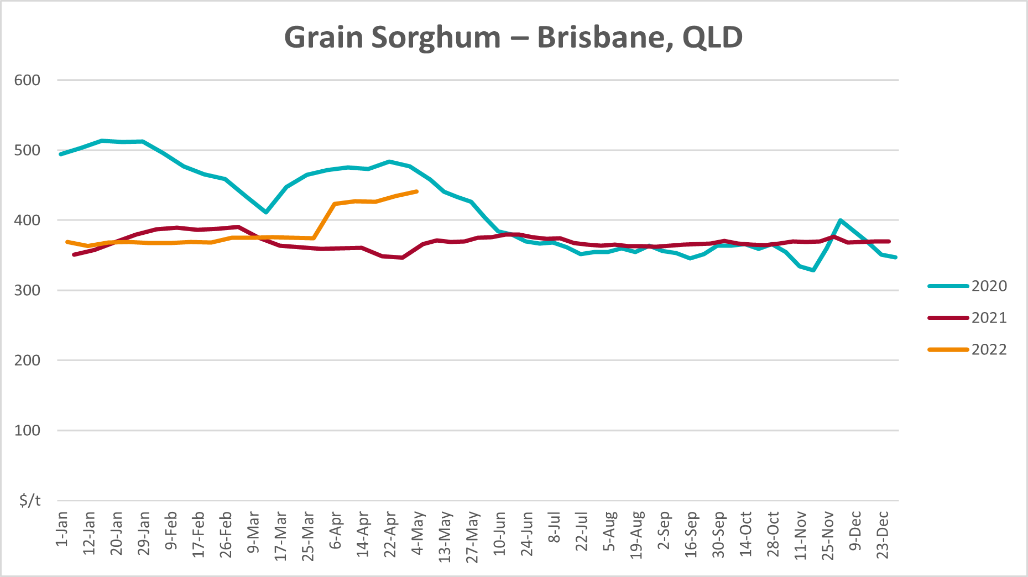 Grain Sorghum – Brisbane, QLD
600
500
400
300
200
100
$/t
1-Jan
12-Jan
20-Jan
29-Jan
9-Feb
17-Feb
26-Feb
9-Mar
17-Mar
25-Mar
6-Apr
14-Apr
22-Apr
4-May
13-May
27-May
10-Jun
24-Jun
8-Jul
22-Jul
5-Aug
19-Aug
2-Sep
16-Sep
30-Sep
14-Oct
28-Oct
11-Nov
25-Nov
9-Dec
23-Dec
2020
2021
2022